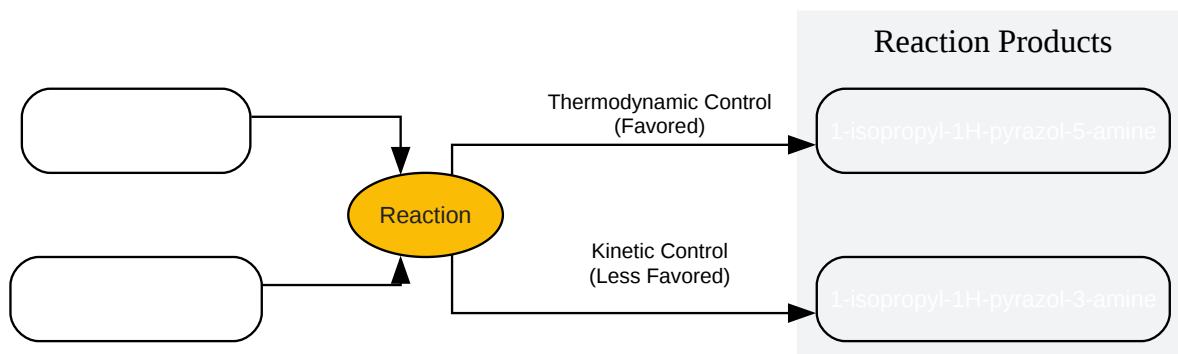 Reaction Products
Thermodynamic Control
(Favored)
1-isopropyl-1H-pyrazol-5-amine
Reaction
Kinetic Control
(Less Favored)
1-isopropyl-1H-pyrazol-3-amine